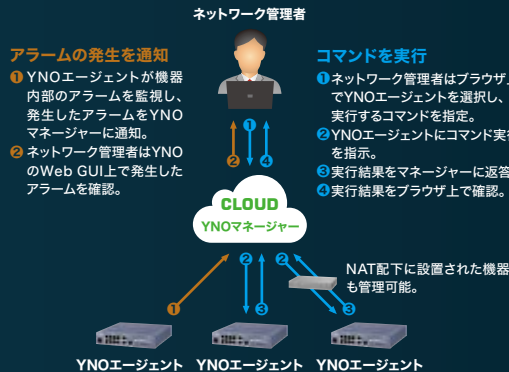 ネットワーク管理者
アラームの発生を通知
❶YNOエージェントが機器
内部のアラームを監視し、
発生したアラームをYNO
マネージャーに通知。
❷ネットワーク管理者はYNO
のWeb GUI上で発生した
アラームを確認。
コマンドを実行
❶ネットワーク管理者はブラウザ上
でYNOエージェントを選択し、
実行するコマンドを指定。
❷YNOエージェントにコマンド実行
を指示。
❸実行結果をマネージャーに返答
❹実行結果をブラウザ上で確認。
❶
❷ ❹
CLOUD
YNOマネージャー
❷ ❷
NAT配下に設置された機器
も管理可能。
❶ ❸ ❸
YNOエージェント YNOエージェント YNOエージェント